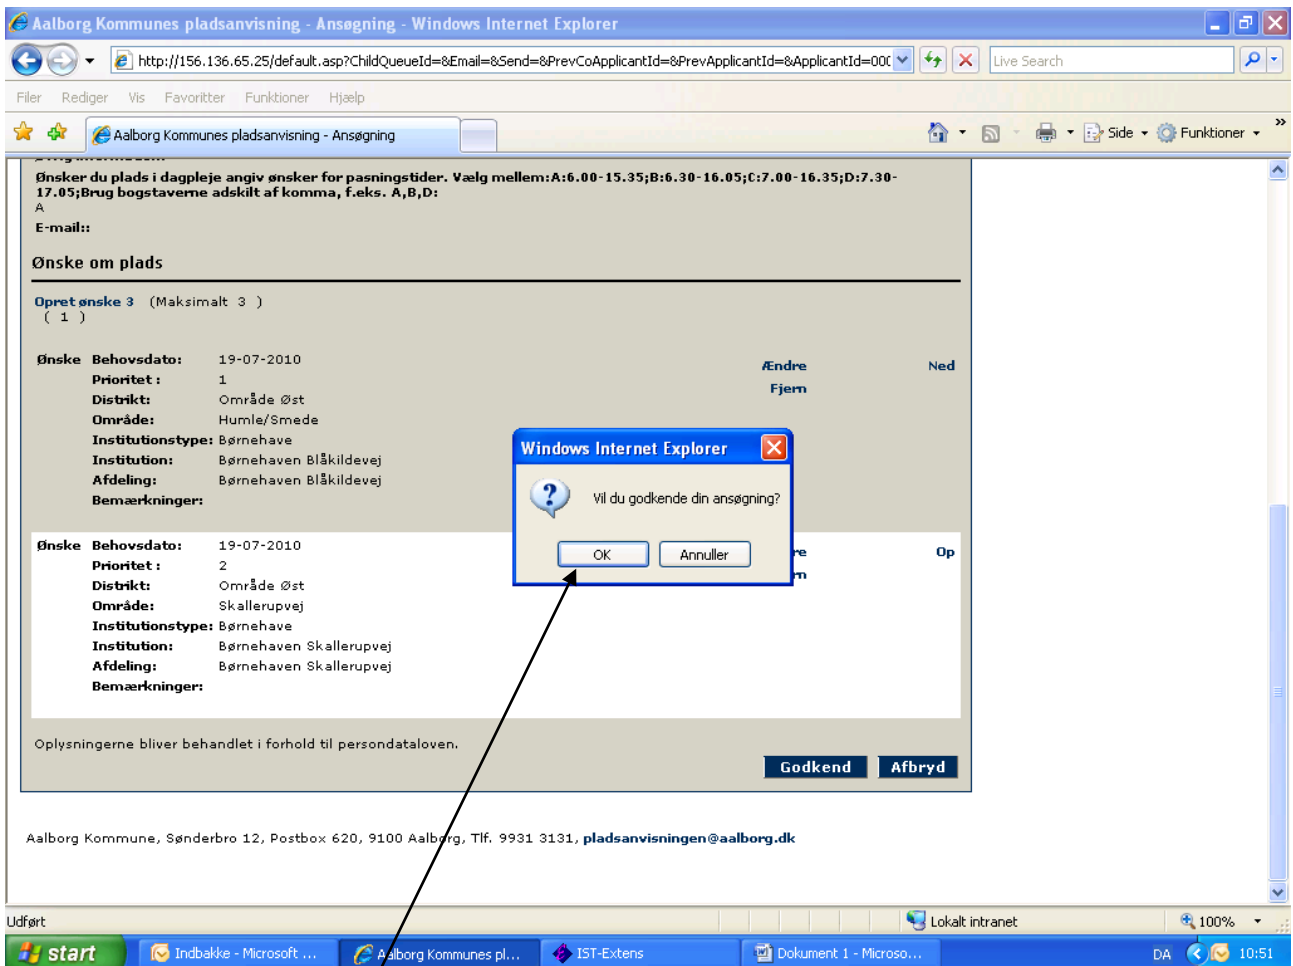 Aalborg Kommunes pladsanvisning - Ansøgning - Windows Internet Explorer
http://156.136.65.25/default.asp?ChildQueueId=&Email=&Send=&PrevCoApplicantId=&PrevApplicantId=&ApplicantId=00C
Live Search
Filer Rediger Vis Favoritter Funktioner Hjælp
Aalborg Kommunes pladsanvisning - Ansøgning
Side Funktioner »
Ønsker du plads i dagpleje angiv ønsker for pasningstider. Vælg mellem:A:6.00-15.35;B:6.30-16.05;C:7.00-16.35;D:7.30-
17.05;Brug bogstaverne adskilt af komma, f.eks. A,B,D:
A
E-mail::
Ønske om plads
Opret ønske 3 (Maksimalt 3 )
( 1 )
Ønske Behovsdato: 19-07-2010
Ændre Ned
Prioritet : 1
Fjern
Distrikt: Område Øst
Område: Humle/Smede
Institutionstype: Børnehave
Institution: Børnehaven Blåkildevej
Afdeling: Børnehaven Blåkildevej
Bemærkninger:
Windows Internet Explorer
Vil du godkende din ansøgning?
OK Annuller
Ønske Behovsdato: 19-07-2010
re Op
Prioritet : 2
rn
Distrikt: Område Øst
Område: Skallerupvej
Institutionstype: Børnehave
Institution: Børnehaven Skallerupvej
Afdeling: Børnehaven Skallerupvej
Bemærkninger:
Oplysningerne bliver behandlet i forhold til persondataloven.
Godkend Afbryd
Aalborg Kommune, Sønderbro 12, Postbox 620, 9100 Aalborg, Tlf. 9931 3131, pladsanvisningen@aalborg.dk
Udført Lokalt intranet 100%
start Indbakke - Microsoft ... Aalborg Kommunes pl... IST-Extens Dokument 1 - Microso... DA 10:51